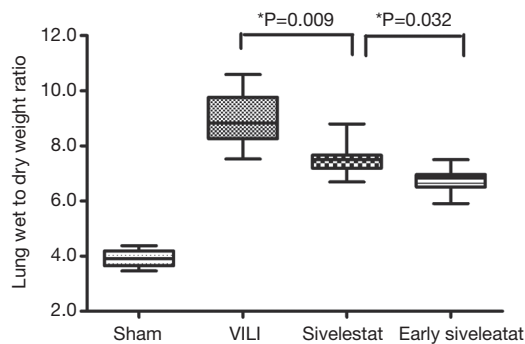 *P=0.009
*P=0.032
12.0
10.0
8.0
6.0
4.0
2.0
Lung wet to dry weight ratio
Sham
VILI
Sivelestat
Early siveleatat